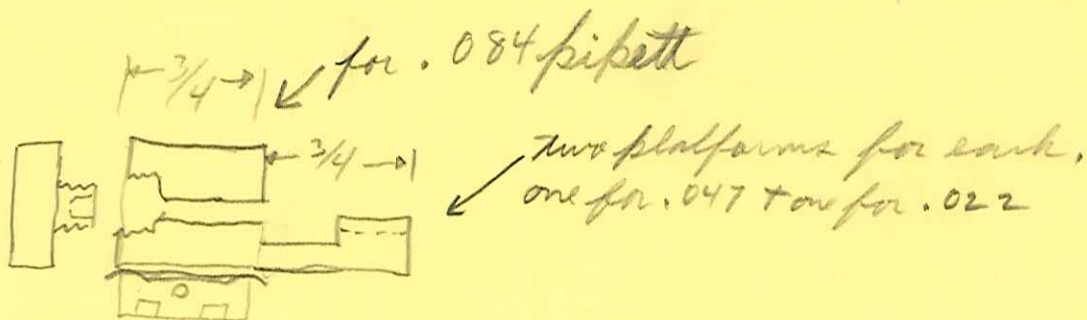 for .084 pipett
3/4
3/4
two platforms for each,
one for .047 + one for .022